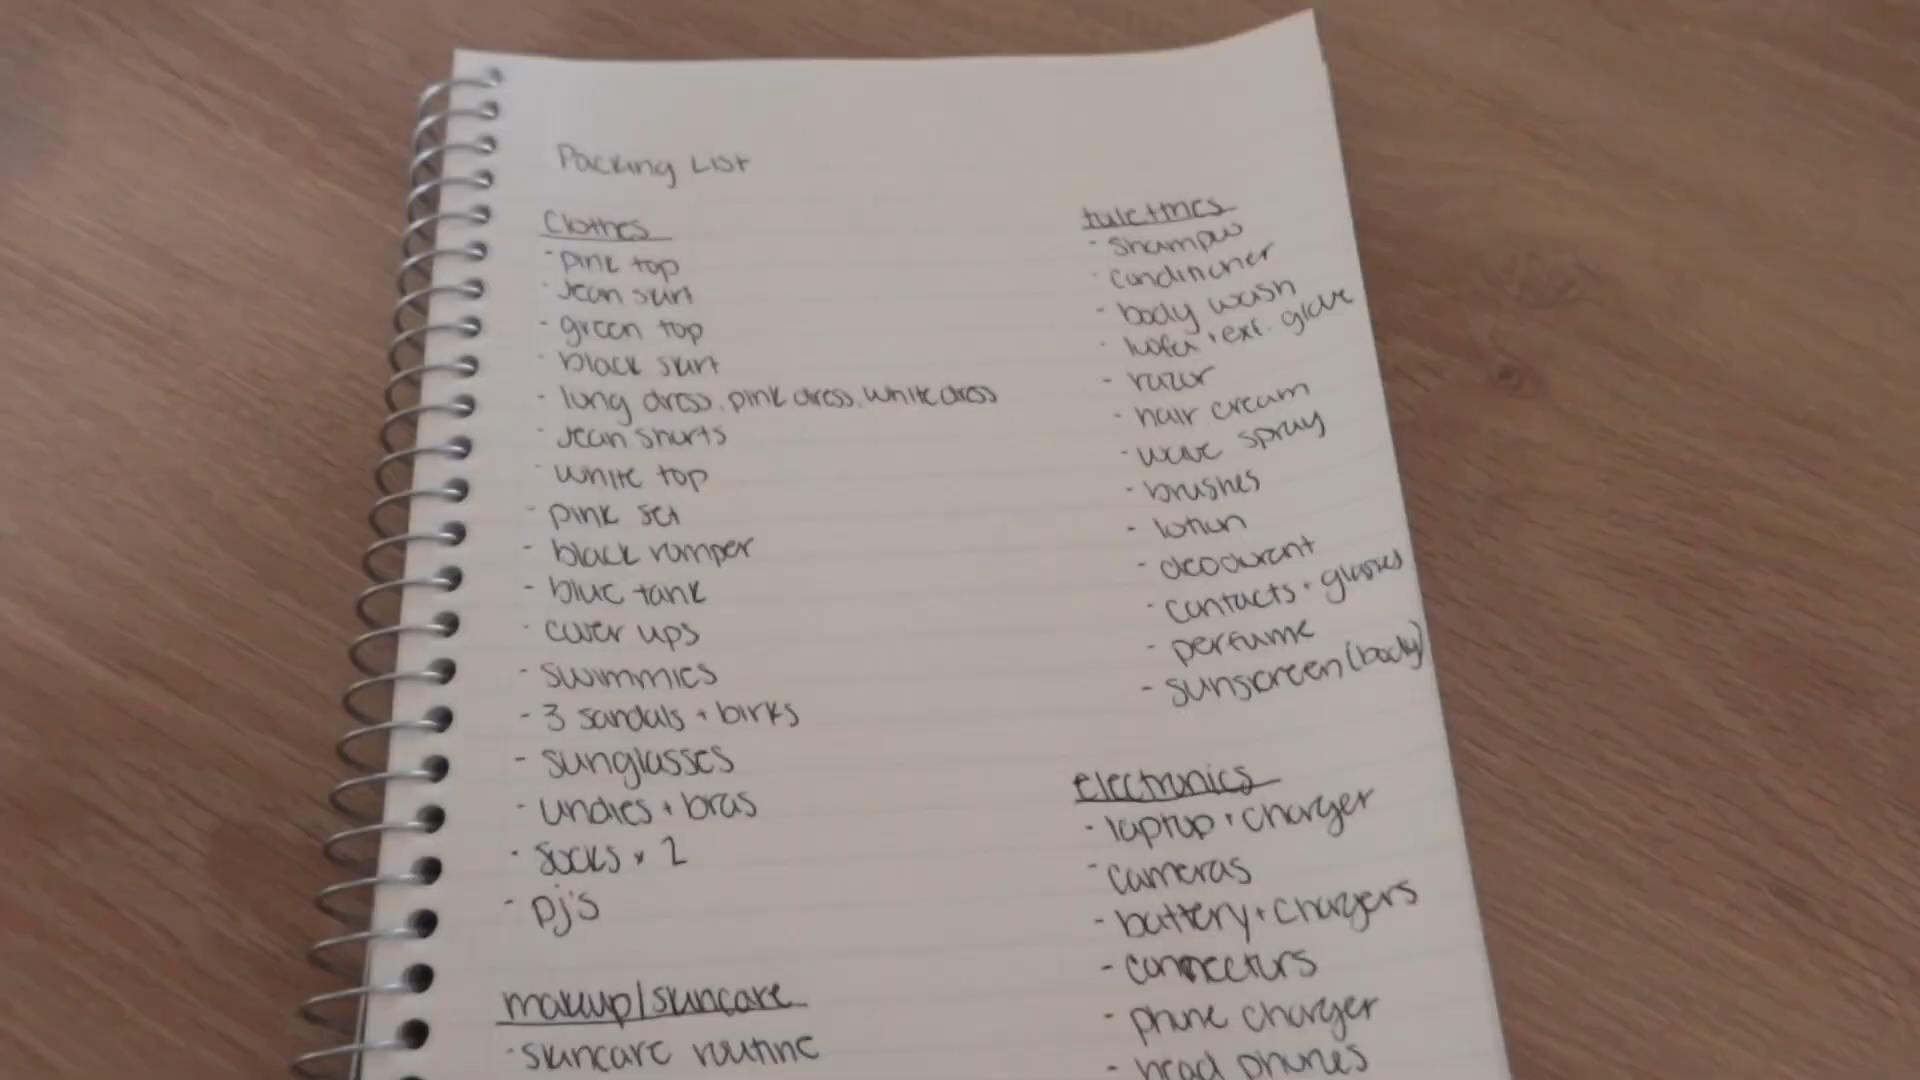 Packing List
Clothes
- pink top
- Jean skirt
- green top
- black skirt
- long dress, pink dress, white dress
- Jean shorts
- white top
- pink set
- black romper
- blue tank
- cover ups
- swimmies
- 3 sandals + birks
- sunglasses
- undies + bras
- socks x 2
- pj's
makeup/skincare
- skincare routine
toiletries
- shampoo
- conditioner
- body wash
- loofa + exf. glove
- razor
- hair cream
- wave spray
- brushes
- lotion
- deodorant
- contacts + glasses
- perfume
- sunscreen (body)
electronics
- laptop + charger
- cameras
- battery + chargers
- connectors
- phone charger
- head phones